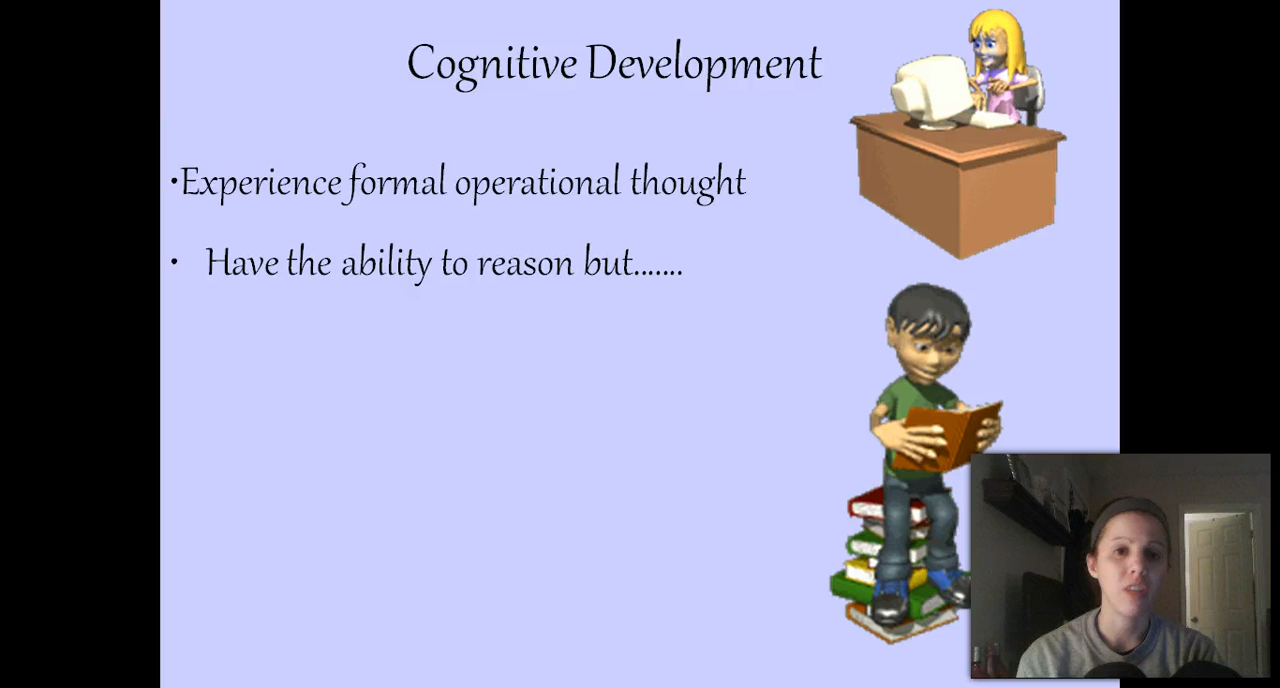 Cognitive Development
•Experience formal operational thought
• Have the ability to reason but.......